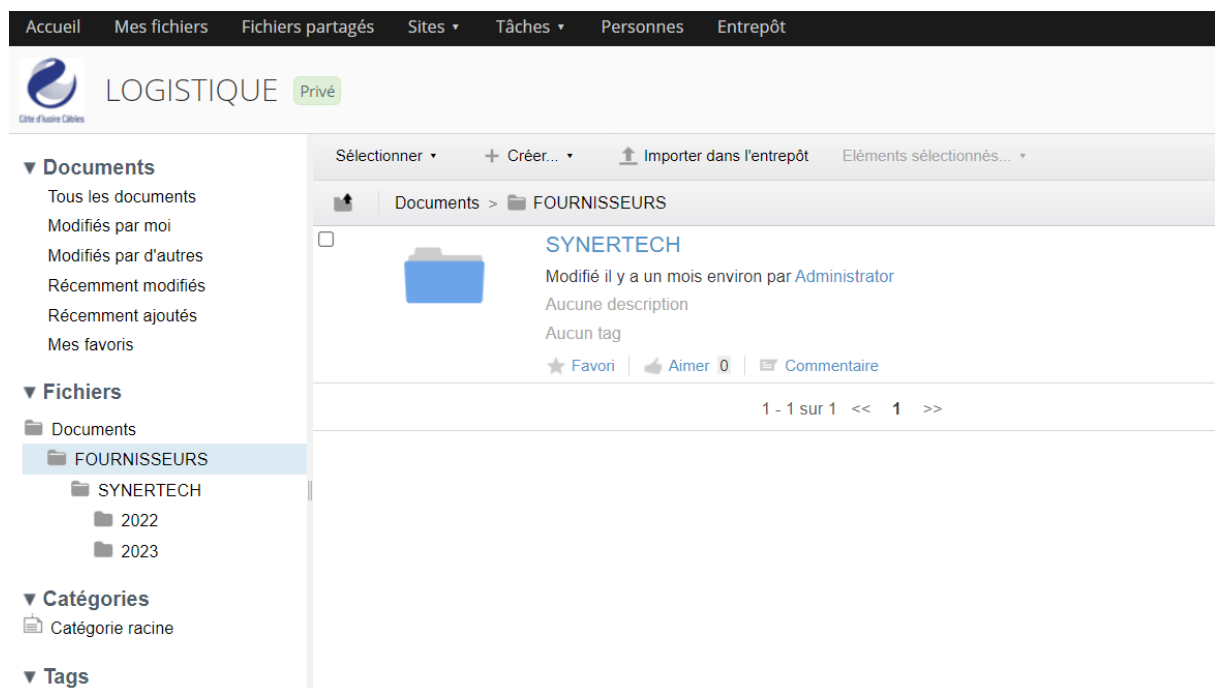 Accueil Mes fichiers Fichiers partagés Sites Tâches Personnes Entrepôt
Côte d'Ivoire Câbles
LOGISTIQUE Privé
Documents
Tous les documents
Modifiés par moi
Modifiés par d'autres
Récemment modifiés
Récemment ajoutés
Mes favoris
Fichiers
Documents
FOURNISSEURS
SYNERTECH
2022
2023
Catégories
Catégorie racine
Tags
Sélectionner + Créer... Importer dans l'entrepôt Eléments sélectionnés...
Documents > FOURNISSEURS
SYNERTECH
Modifié il y a un mois environ par Administrator
Aucune description
Aucun tag
Favori Aimer 0 Commentaire
1 - 1 sur 1 << 1 >>